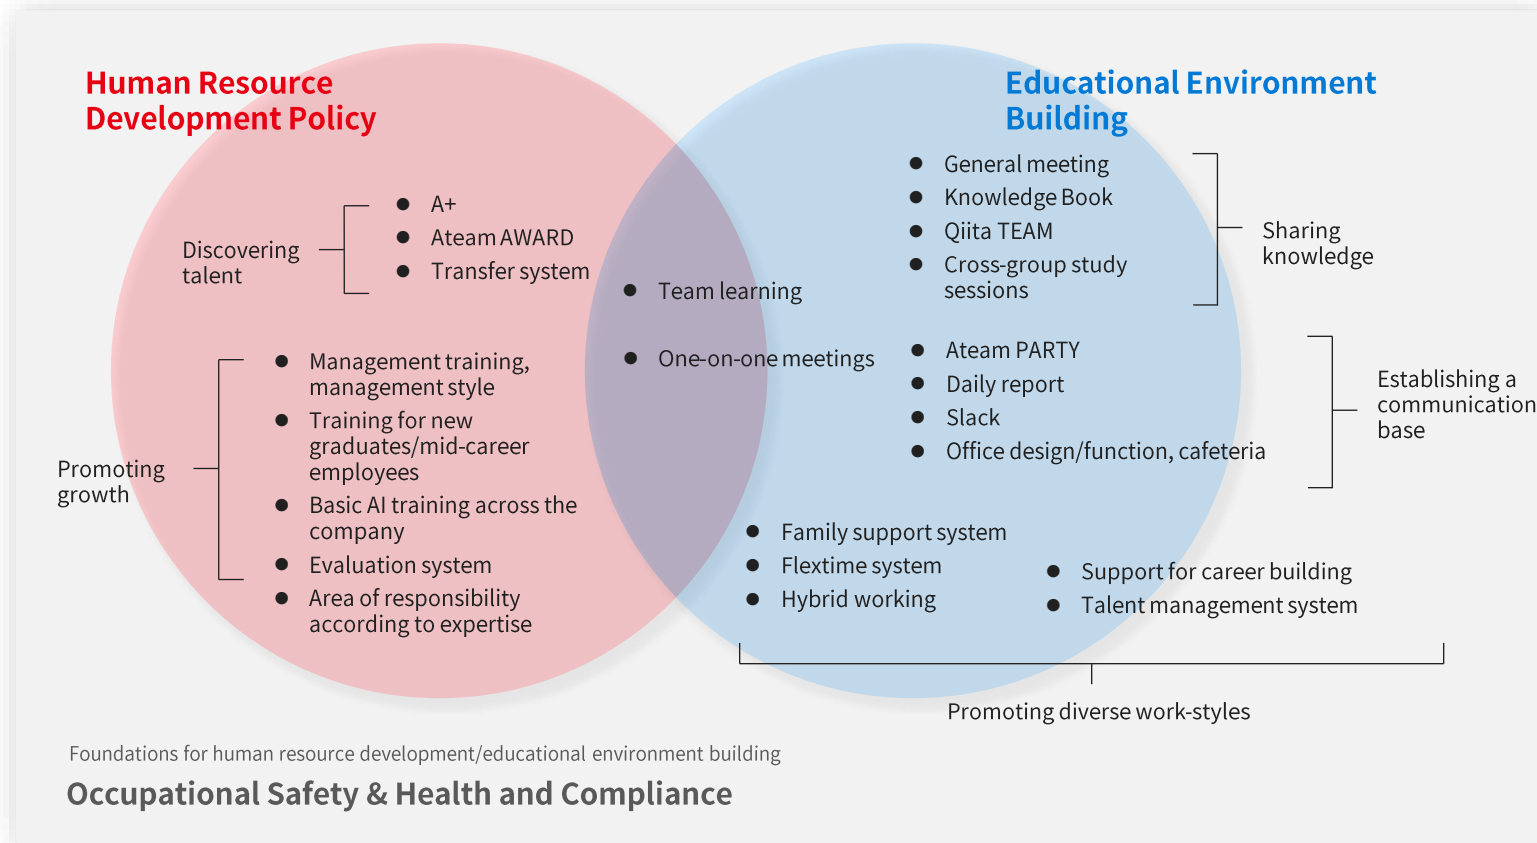 Human Resource
Development Policy
Discovering
talent
A+
Ateam AWARD
Transfer system
Promoting
growth
Management training,
management style
Training for new
graduates/mid-career
employees
Basic AI training across the
company
Evaluation system
Area of responsibility
according to expertise
Team learning
One-on-one meetings
Educational Environment
Building
General meeting
Knowledge Book
Qiita TEAM
Cross-group study
sessions
Sharing
knowledge
Ateam PARTY
Daily report
Slack
Office design/function, cafeteria
Establishing a
communication
base
Family support system
Flextime system
Hybrid working
Support for career building
Talent management system
Promoting diverse work-styles
Foundations for human resource development/educational environment building
Occupational Safety & Health and Compliance